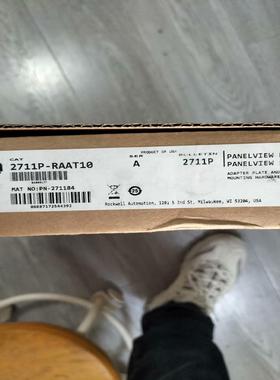 CAT
2711P-RAAT10
SER
A
PRODUCT OF USA
BULLETIN
2711P
PANELVIEW
PANELVIEW
ADAPTER PLATE AND
MOUNTING HARDWARE
MAT NO:PN-271184
Rockwell Automation, 1201 S 2nd St, Milwaukee, WI 53204, USA